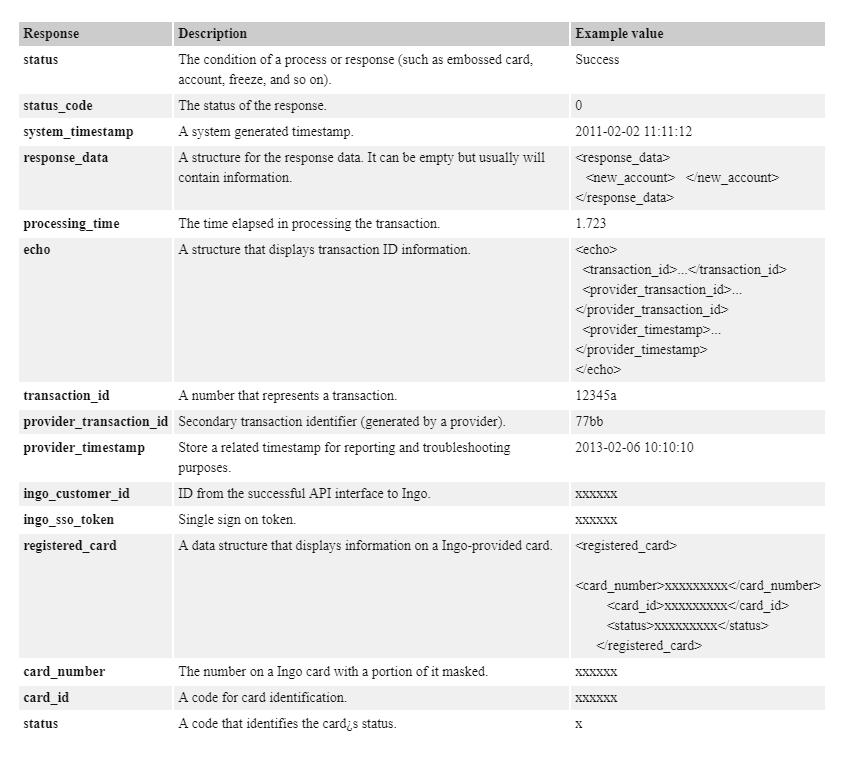 Response Description Example value
status The condition of a process or response (such as embossed card, Success
account, freeze, and so on).
status_code The status of the response. 0
system_timestamp A system generated timestamp. 2011-02-02 11:11:12
response_data A structure for the response data. It can be empty but usually will <response_data>
contain information. <new_account> </new_account>
</response_data>
processing_time The time elapsed in processing the transaction. 1.723
echo A structure that displays transaction ID information. <echo>
<transaction_id>...</transaction_id>
<provider_transaction_id>...
</provider_transaction_id>
<provider_timestamp>...
</provider_timestamp>
</echo>
transaction_id A number that represents a transaction. 12345a
provider_transaction_id Secondary transaction identifier (generated by a provider). 77bb
provider_timestamp Store a related timestamp for reporting and troubleshooting 2013-02-06 10:10:10
purposes.
ingo_customer_id ID from the successful API interface to Ingo. xxxxxx
ingo_sso_token Single sign on token. xxxxxx
registered_card A data structure that displays information on a Ingo-provided card. <registered_card>
<card_number>xxxxxxxxx</card_number>
<card_id>xxxxxxxxx</card_id>
<status>xxxxxxxxx</status>
</registered_card>
card_number The number on a Ingo card with a portion of it masked. xxxxxx
card_id A code for card identification. xxxxxx
status A code that identifies the card¿s status. x